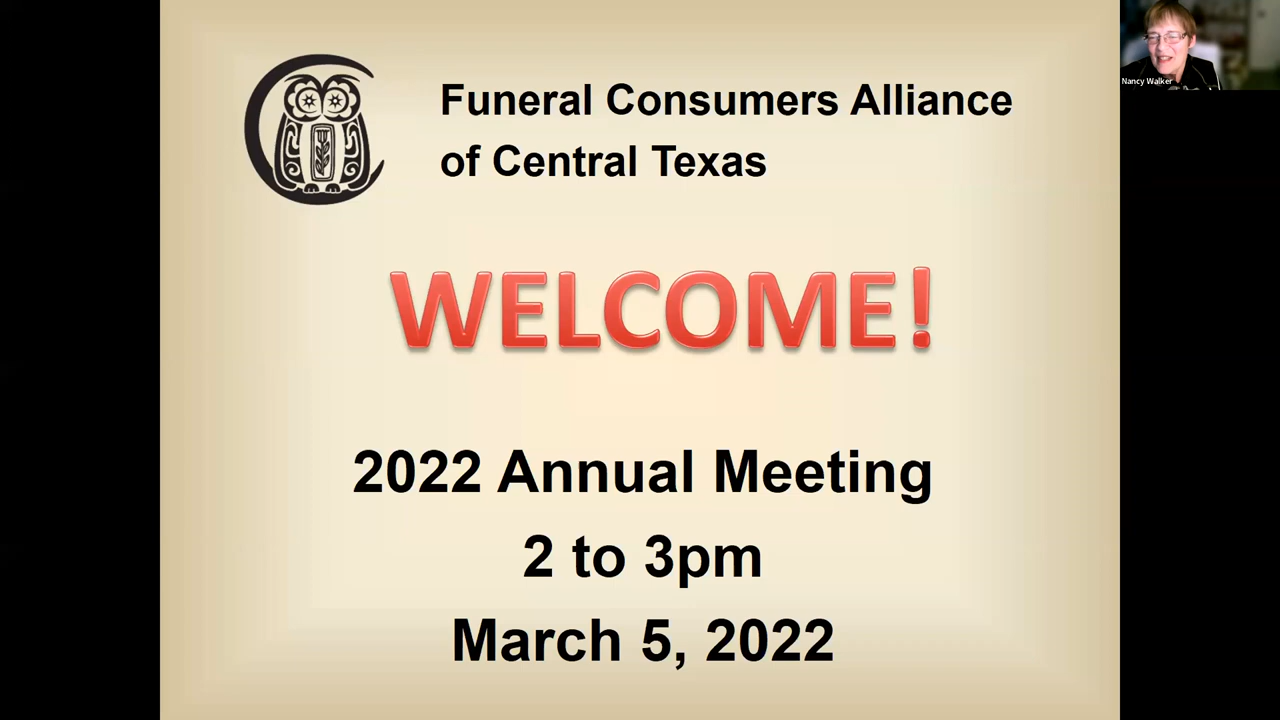 Funeral Consumers Alliance
of Central Texas
WELCOME!
2022 Annual Meeting
2 to 3pm
March 5, 2022
Nancy Walker